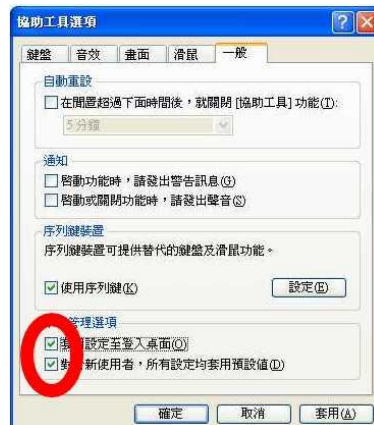 協助工具選項
鍵盤 音效 畫面 滑鼠 一般
自動重設
在閒置超過下面時間後，就關閉 [協助工具] 功能(T):
5 分鐘
通知
啟動功能時，請發出警告訊息(G)
啟動或關閉功能時，請發出聲音(S)
序列鍵裝置
序列鍵裝置可提供替代的鍵盤及滑鼠功能。
使用序列鍵(K) 設定(E)
管理選項
設定至登入桌面(O)
新使用者，所有設定均套用預設值(D)
確定 取消 套用(A)